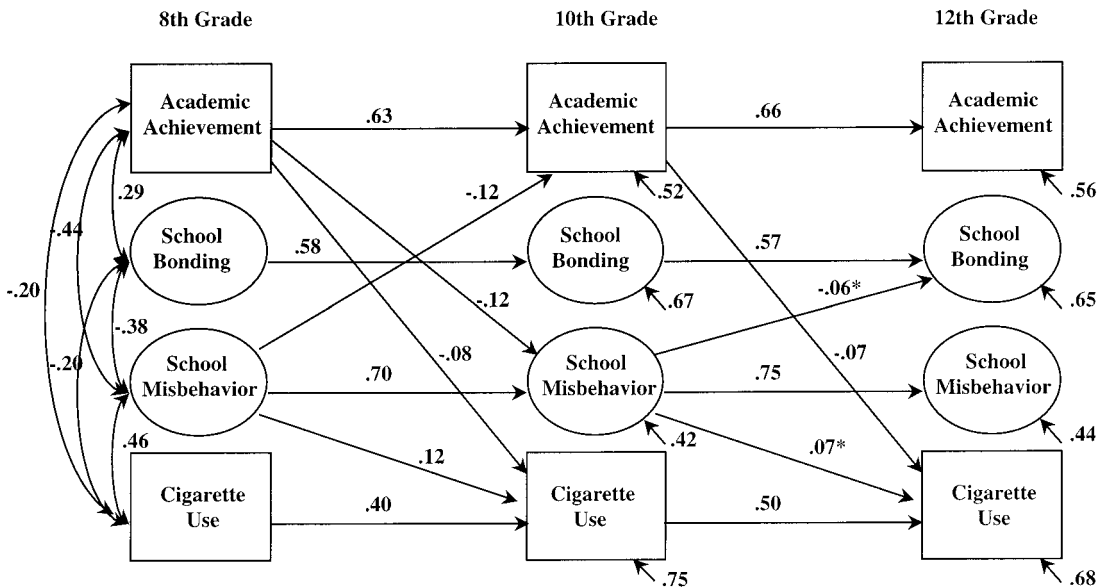 8th Grade
10th Grade
12th Grade
Academic
Achievement
.63
Academic
Achievement
.66
Academic
Achievement
.29
-.12
.52
.56
-.44
School
Bonding
.58
School
Bonding
.57
School
Bonding
-.20
-.38
-.12
.67
-.06*
.65
-.20
School
Misbehavior
-.08
.70
School
Misbehavior
-.07
.75
School
Misbehavior
.46
.12
.42
.07*
.44
Cigarette
Use
.40
Cigarette
Use
.50
Cigarette
Use
.75
.68